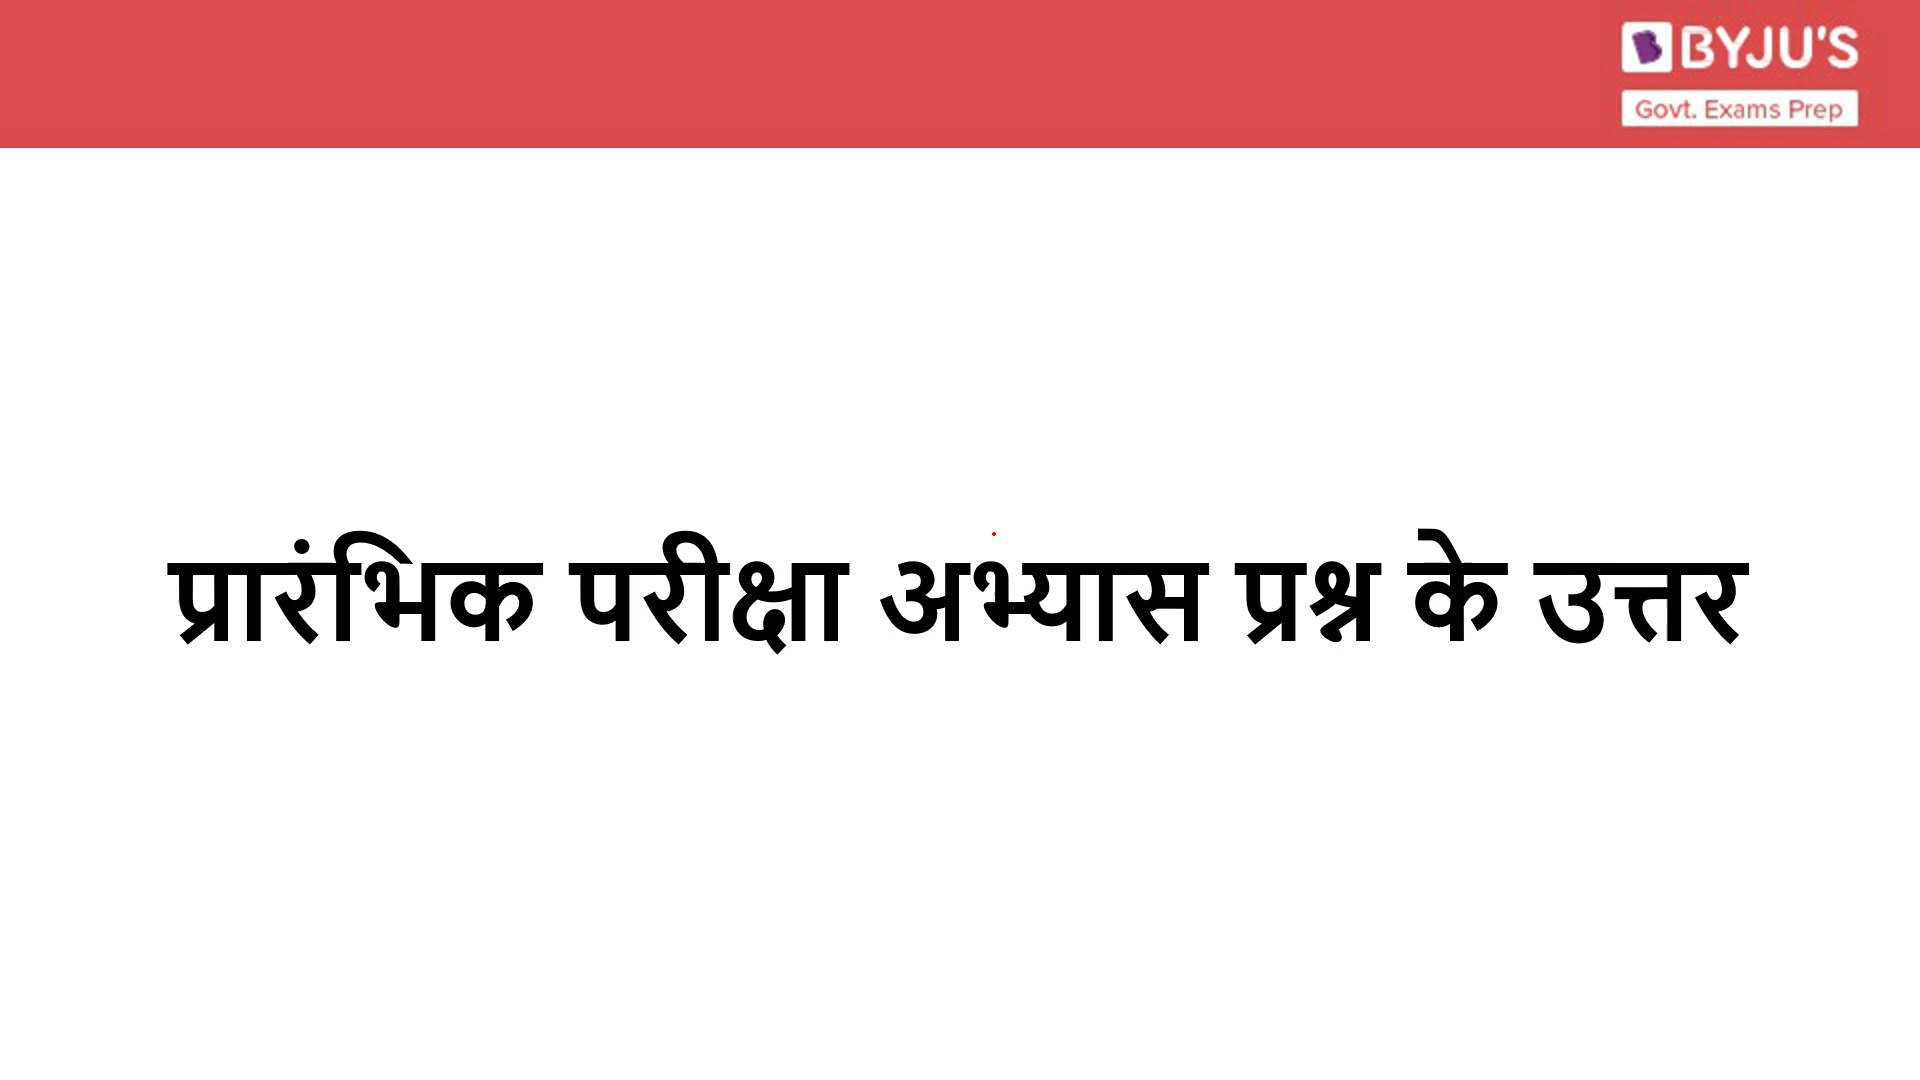 BYJU'S
Govt. Exams Prep
प्रारंभिक परीक्षा अभ्यास प्रश्न के उत्तर